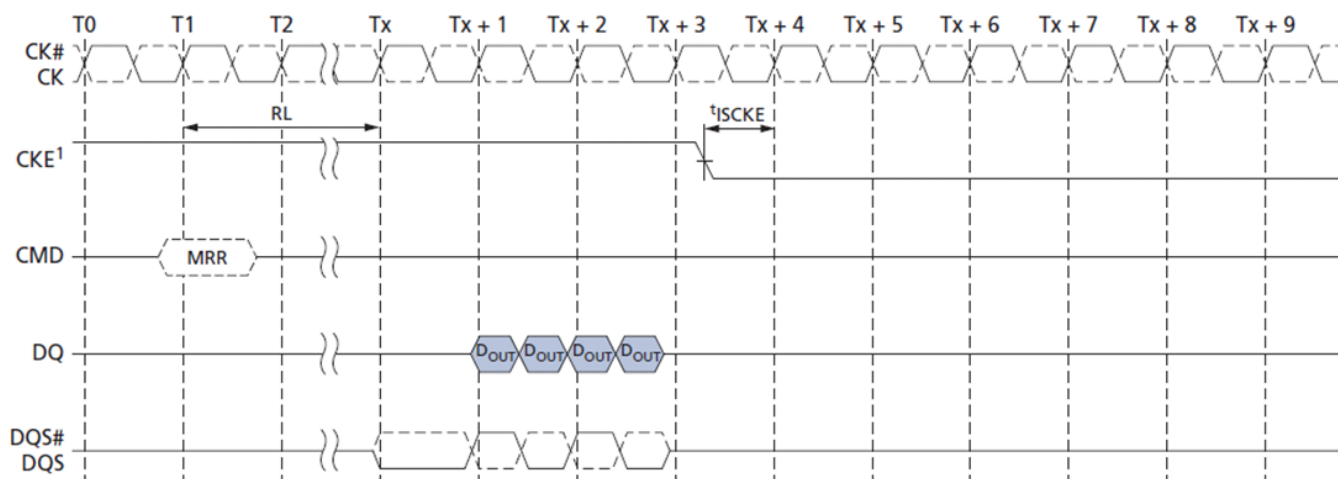 T0 T1 T2 Tx Tx + 1 Tx + 2 Tx + 3 Tx + 4 Tx + 5 Tx + 6 Tx + 7 Tx + 8 Tx + 9
CK#
CK
RL
tISCKE
CKE1
CMD
MRR
DQ
DOUT DOUT DOUT DOUT
DQS#
DQS